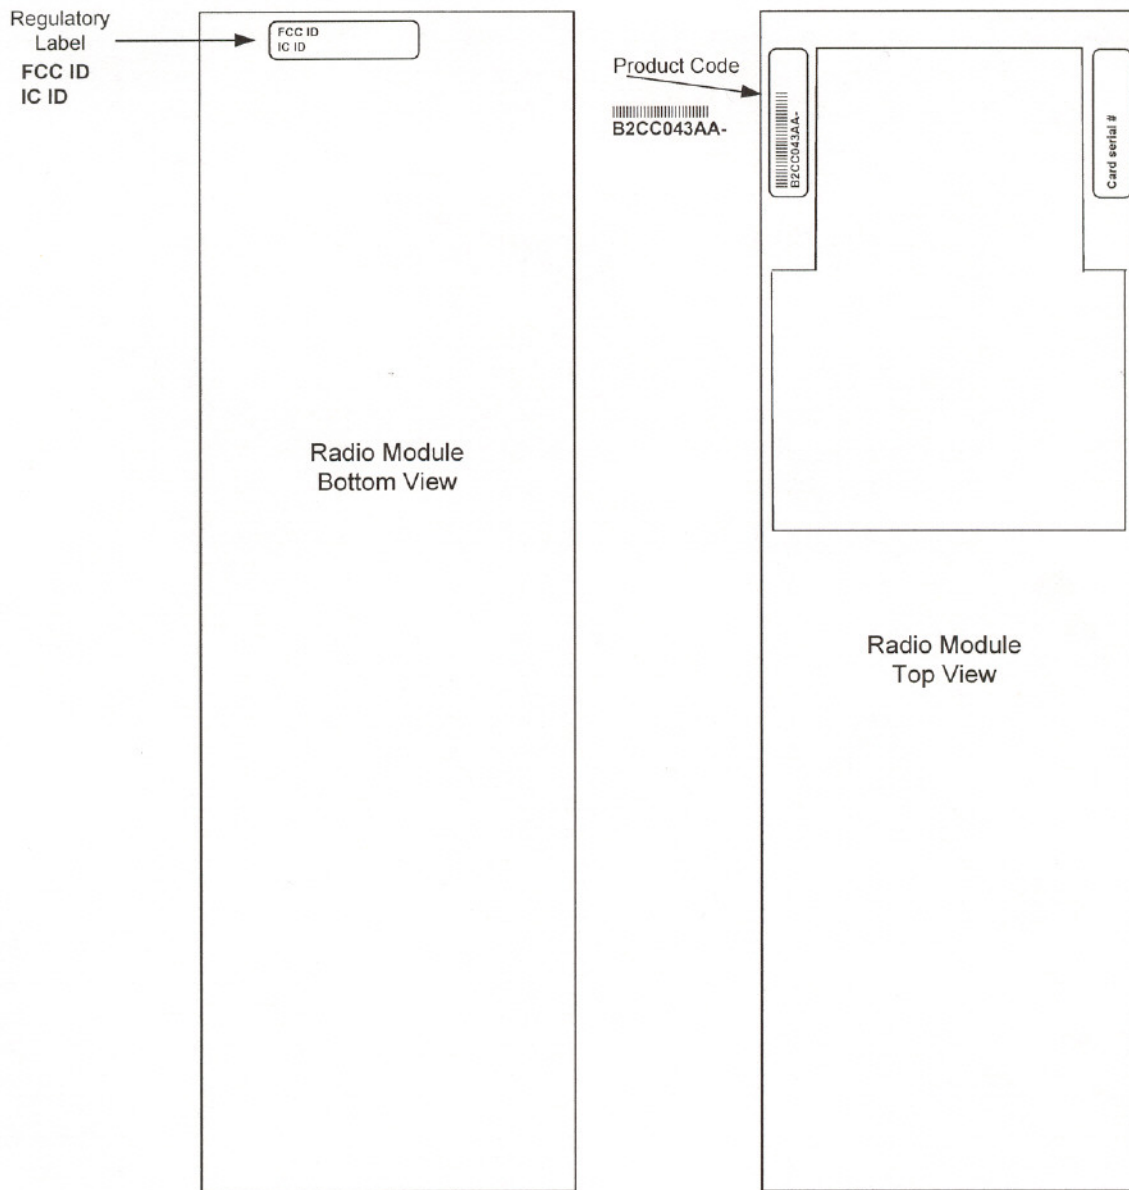 Regulatory
Label
FCC ID
IC ID
FCC ID
IC ID
Radio Module
Bottom View
Product Code
B2CC043AA-
B2CC043AA-
Card serial #
Radio Module
Top View